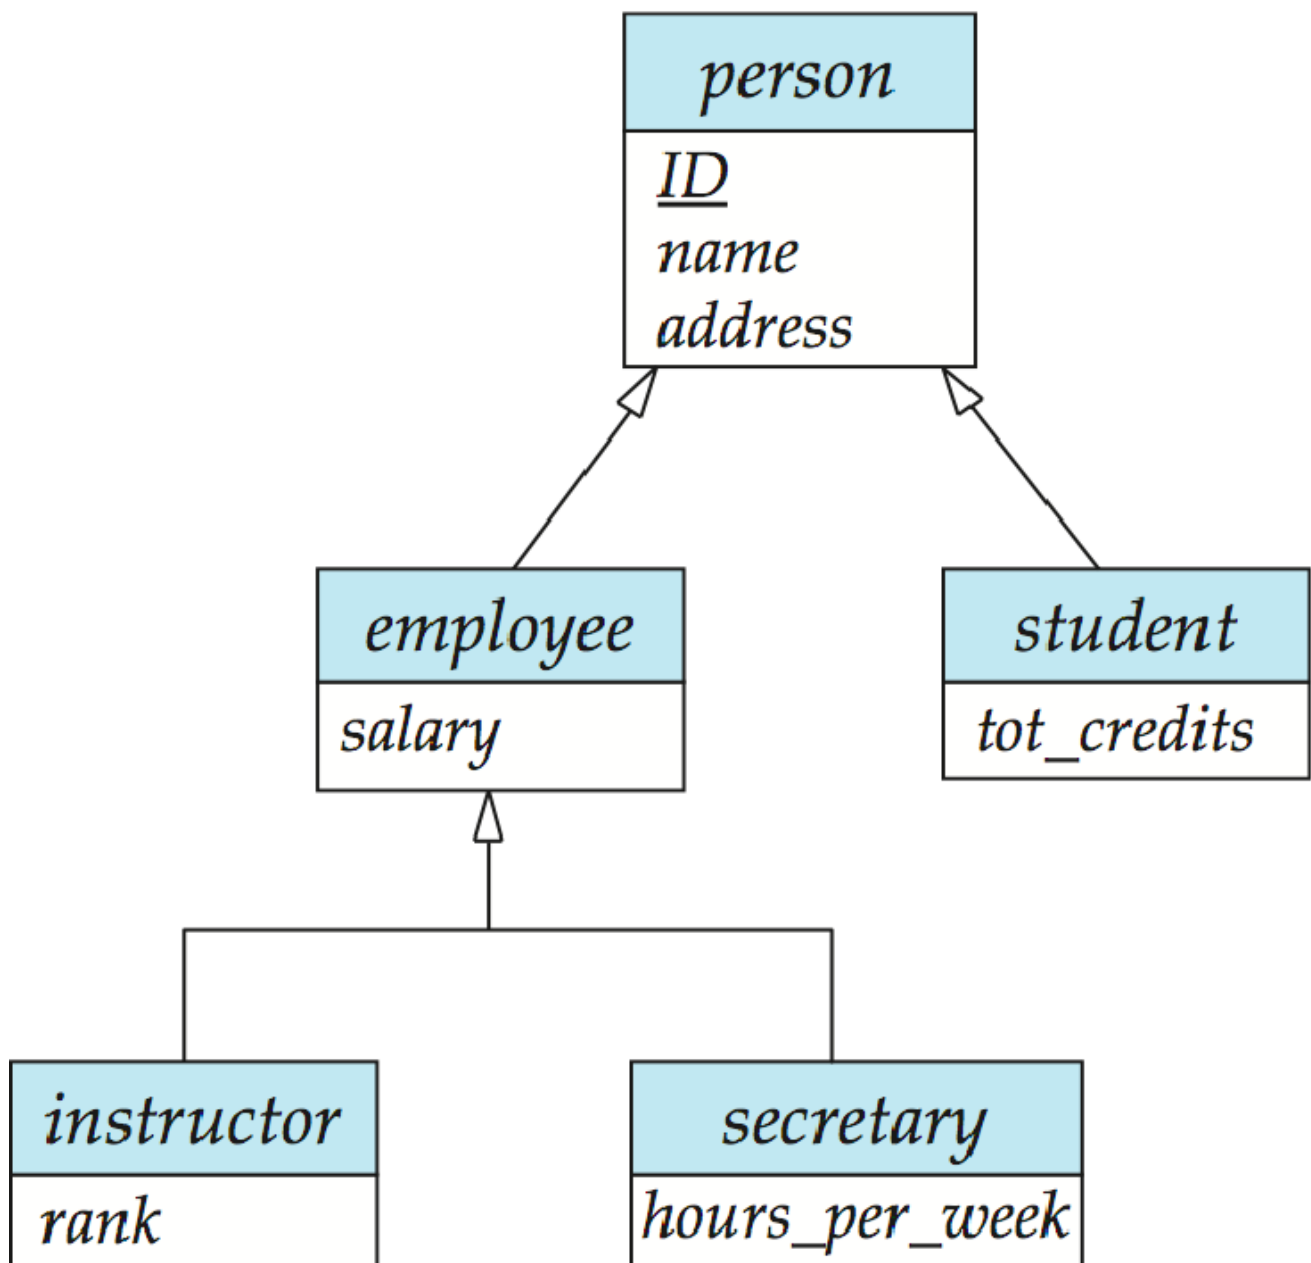 person
ID
name
address
employee
salary
student
tot_credits
instructor
rank
secretary
hours_per_week